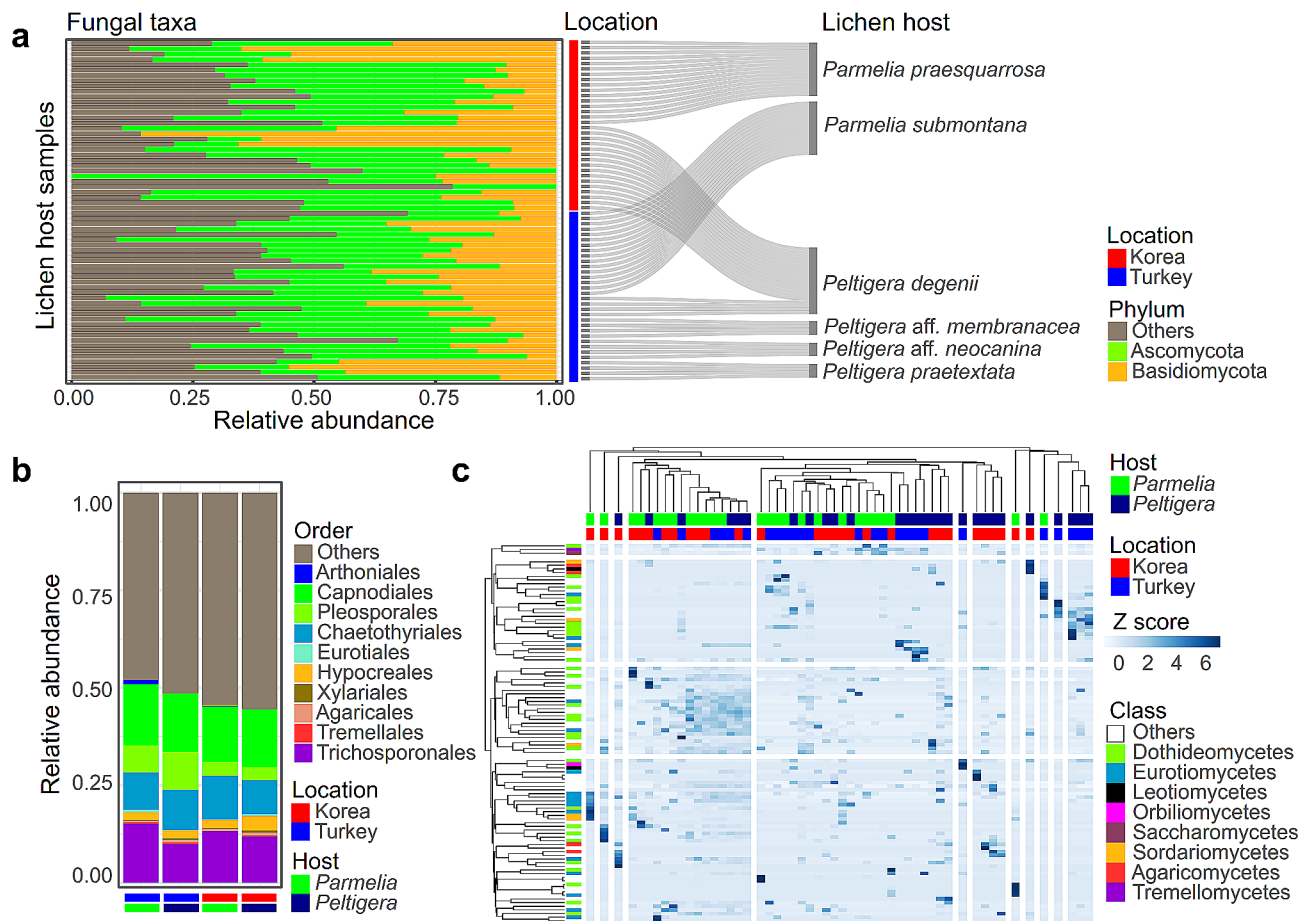 a
Fungal taxa
Location
Lichen host
Lichen host samples
Parmelia praesquarrosa
Parmelia submontana
Peltigera degenii
Peltigera aff. membranacea
Peltigera aff. neocanina
Peltigera praetextata
0.00 0.25 0.50 0.75 1.00
Relative abundance
Location
Korea
Turkey
Phylum
Others
Ascomycota
Basidiomycota
b
Relative abundance
1.00
0.75
0.50
0.25
0.00
Order
Others
Arthoniales
Capnodiales
Pleosporales
Chaetothyriales
Eurotiales
Hypocreales
Xylariales
Agaricales
Tremellales
Trichosporonales
Location
Korea
Turkey
Host
Parmelia
Peltigera
c
Host
Parmelia
Peltigera
Location
Korea
Turkey
Z score
0 2 4 6
Class
Others
Dothideomycetes
Eurotiomycetes
Leotiomycetes
Orbiliomycetes
Saccharomycetes
Sordariomycetes
Agaricomycetes
Tremellomycetes